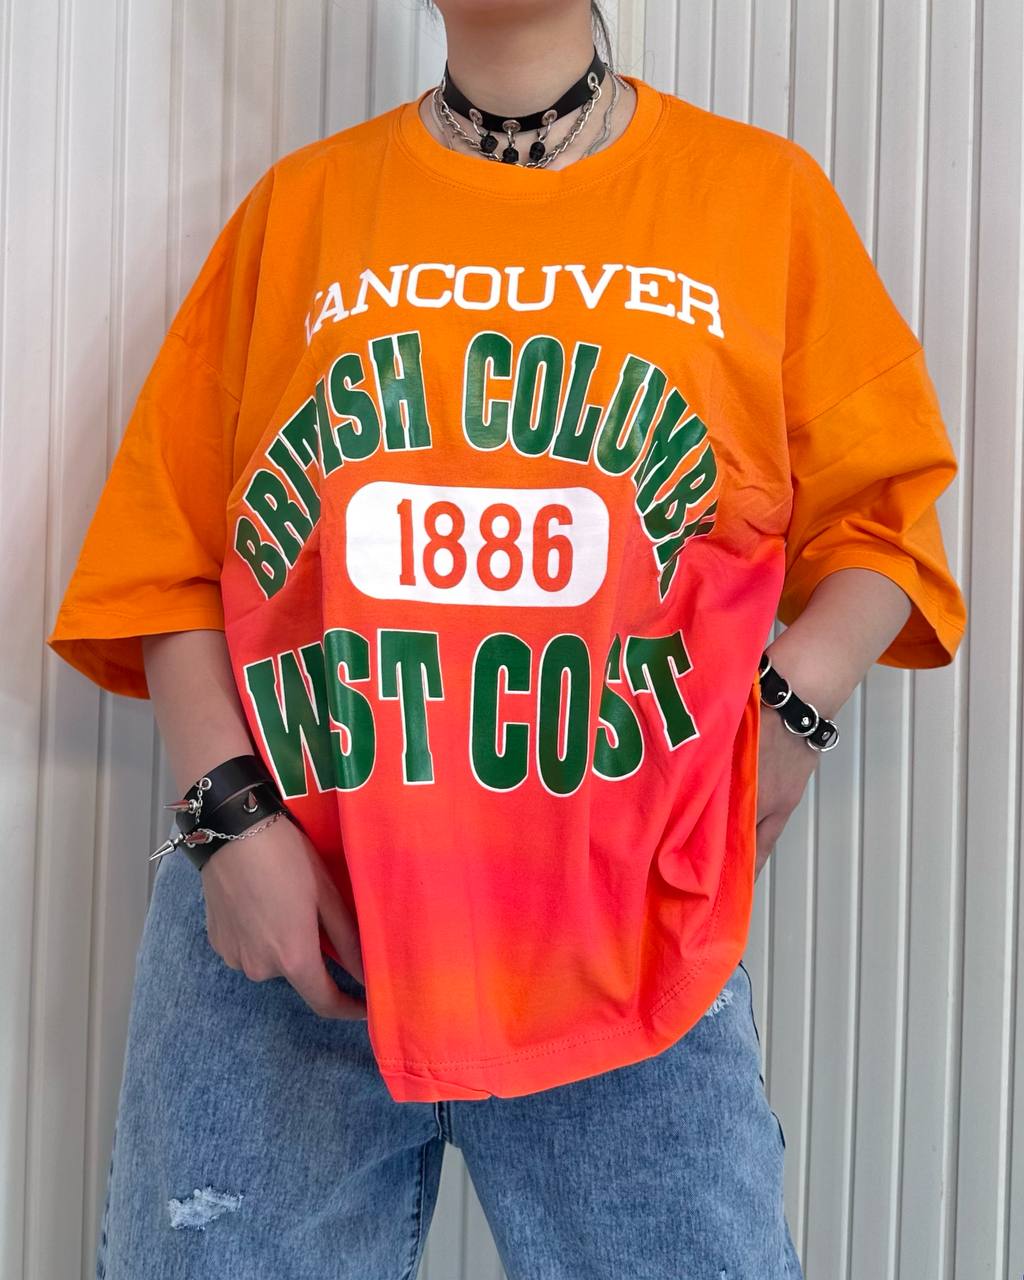 VANCOUVER
BRITISH COLUMBI
1886
WST COST